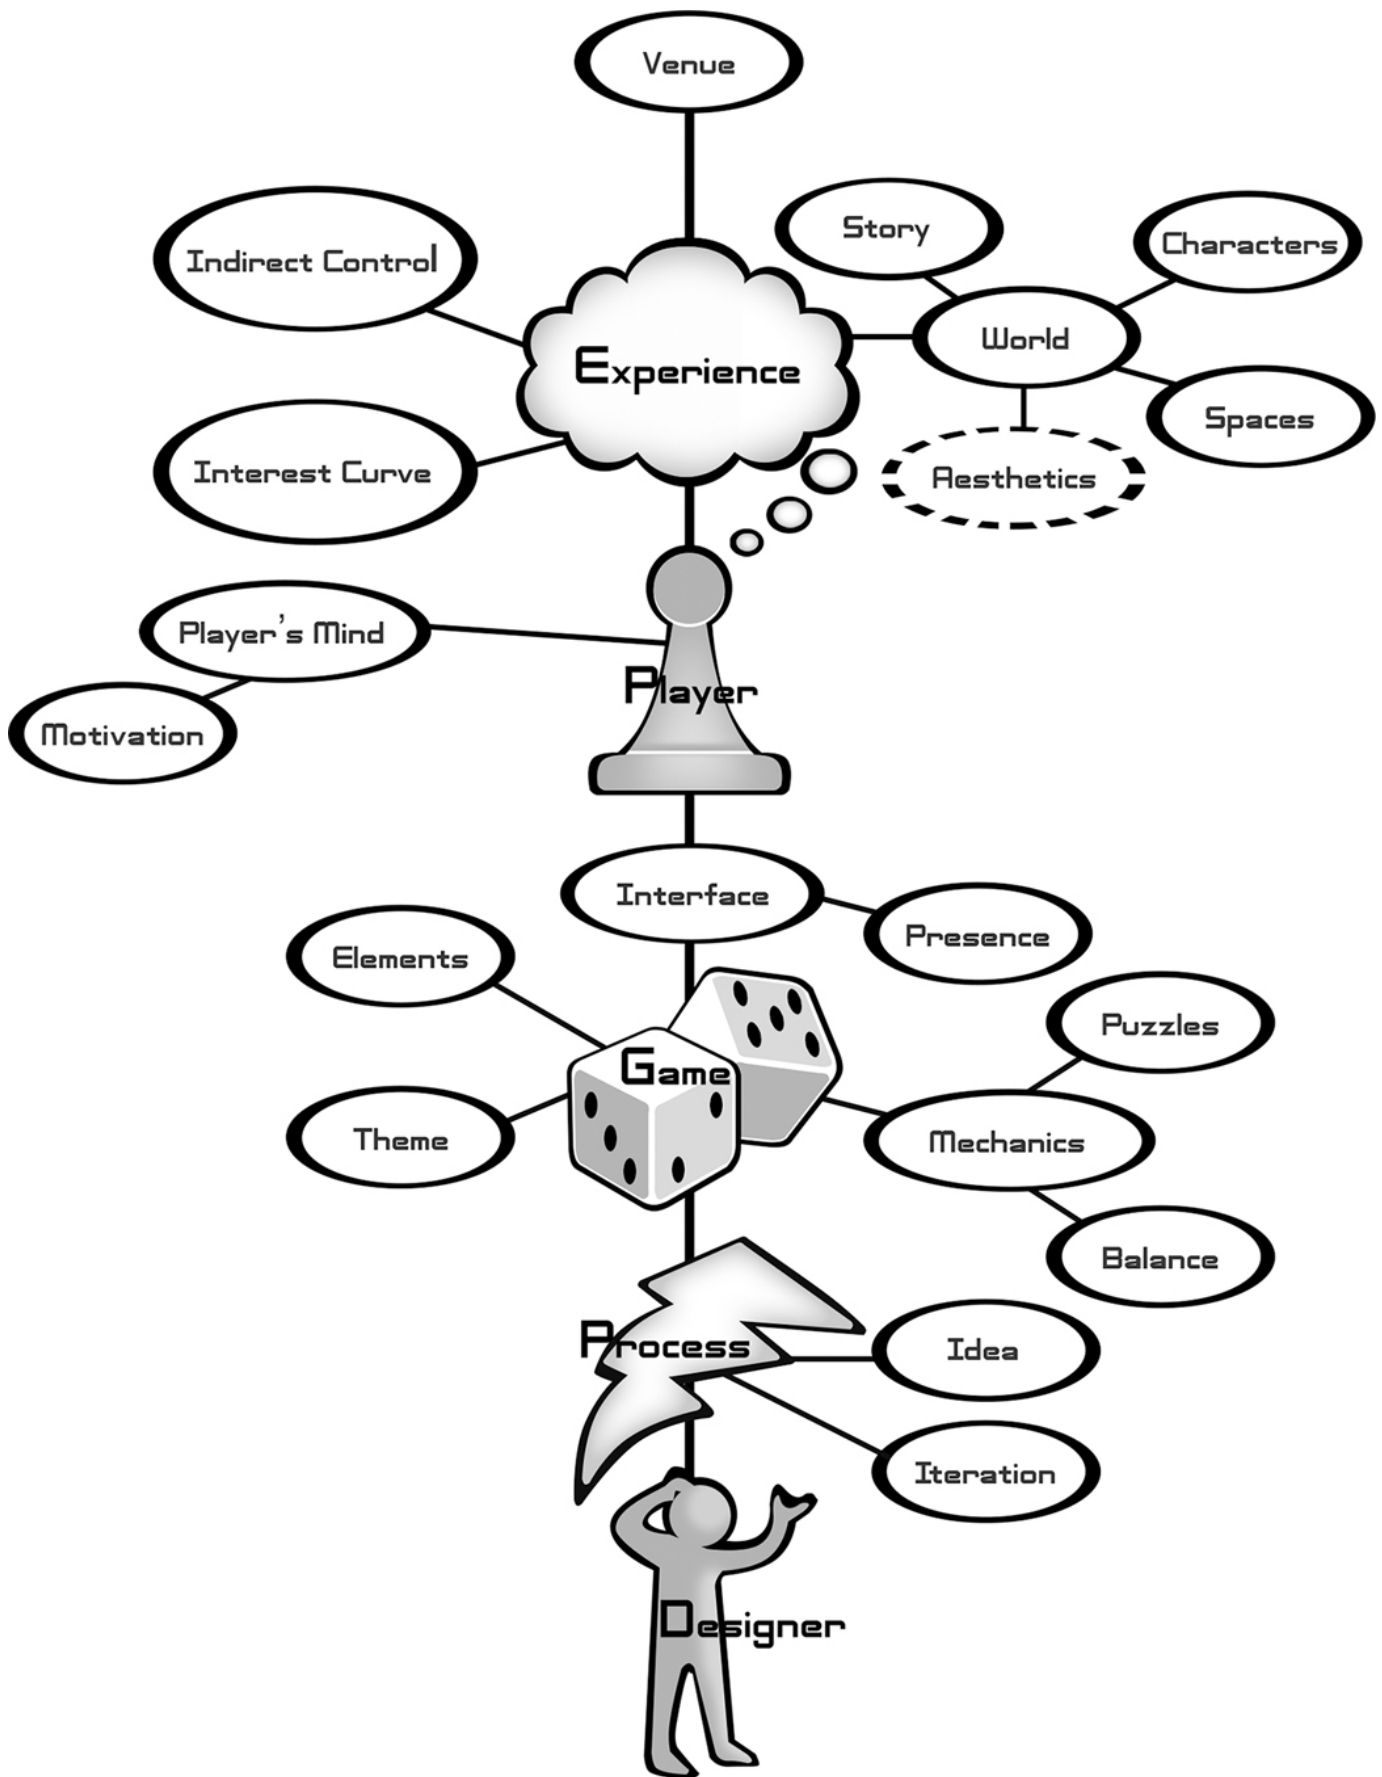 Venue
Story
Characters
Indirect Control
World
Experience
Spaces
Interest Curve
Aesthetics
Player's Mind
Player
Motivation
Interface
Presence
Elements
Puzzles
Game
Theme
Mechanics
Balance
Process
Idea
Iteration
Designer